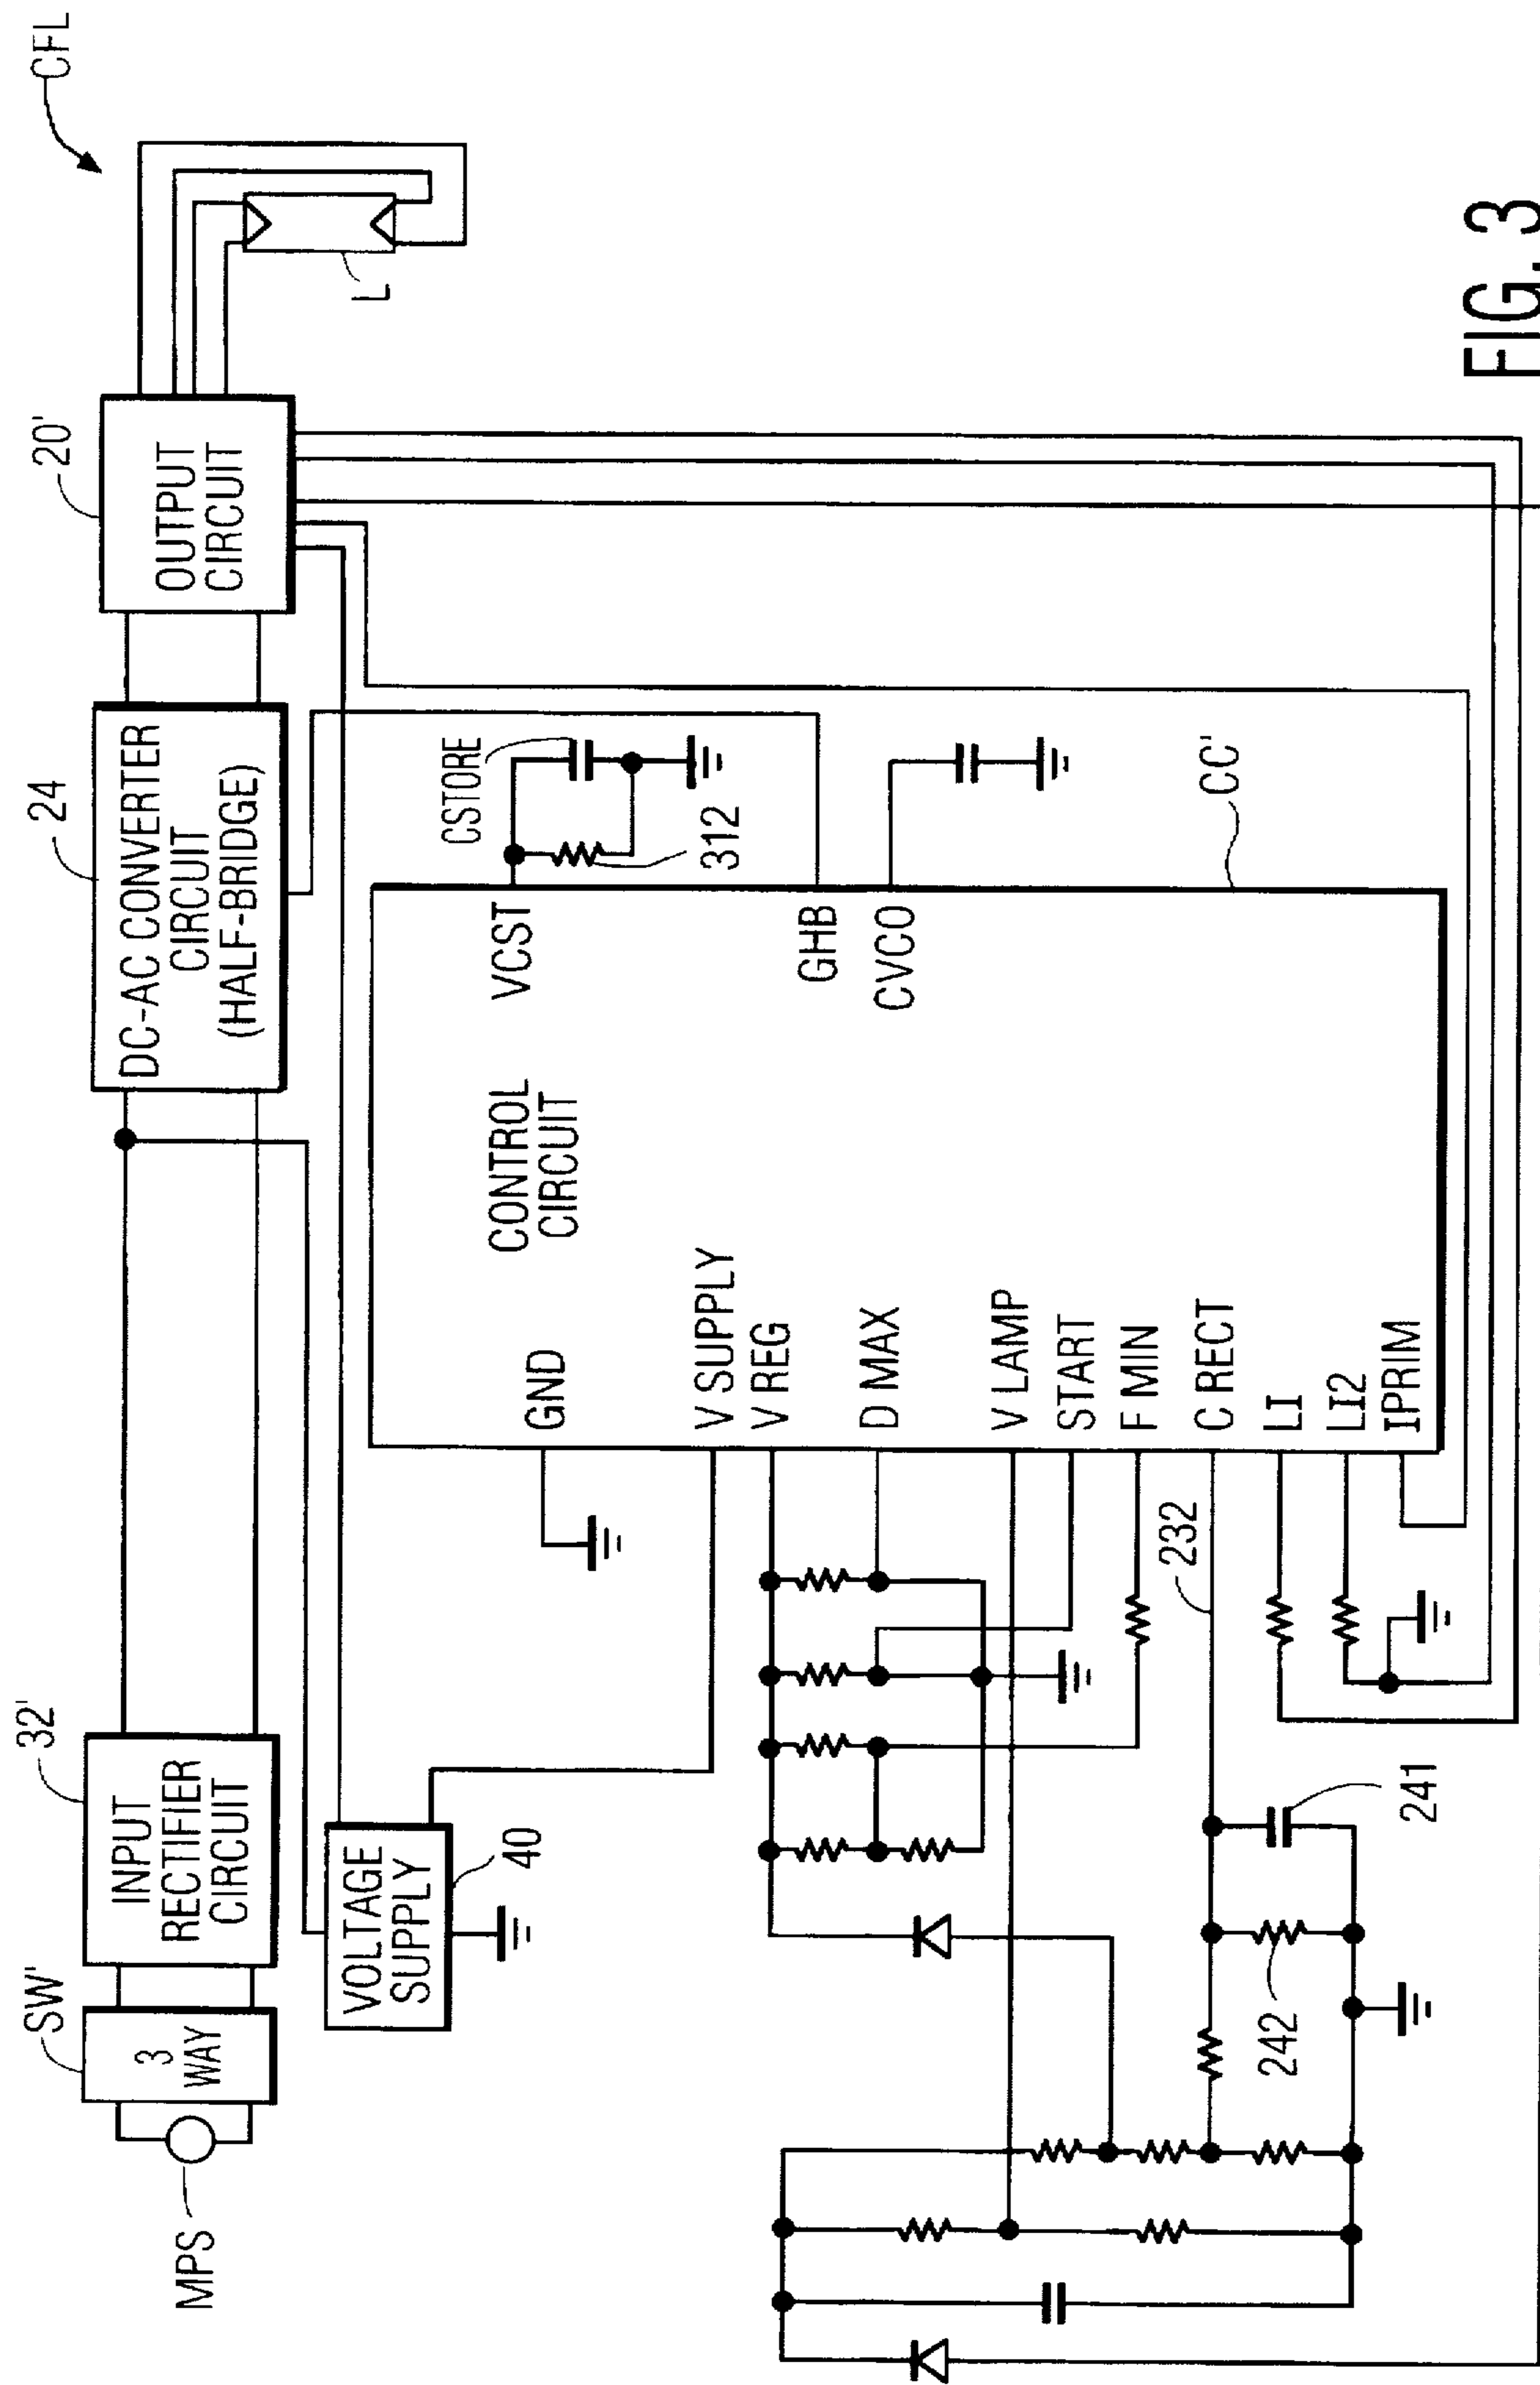 CFL
MPS
SW'
3
WAY
32'
INPUT
RECTIFIER
CIRCUIT
24
DC-AC CONVERTER
CIRCUIT
(HALF-BRIDGE)
20'
OUTPUT
CIRCUIT
L
VOLTAGE
SUPPLY
40
CONTROL
CIRCUIT
GND
V SUPPLY
V REG
D MAX
V LAMP
START
F MIN
C RECT
LI
LI2
IPRIM
VCST
GHB
CVCO
CSTORE
312
CC'
232
241
242
FIG. 3